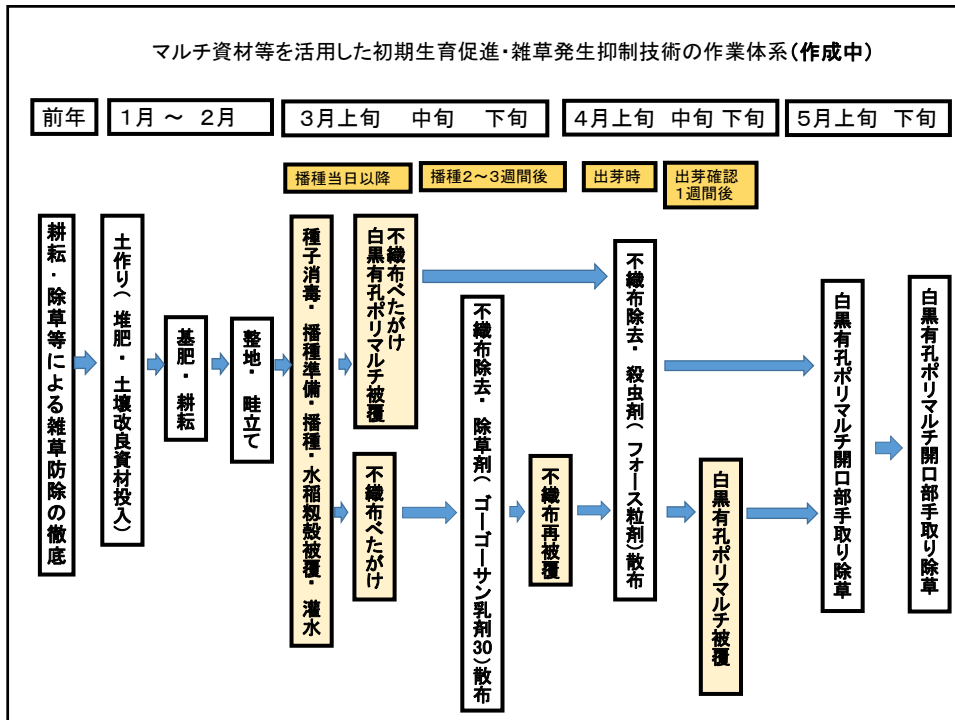 マルチ資材等を活用した初期生育促進・雑草発生抑制技術の作業体系(作成中)
前年
1月 ～ 2月
3月上旬 中旬 下旬
4月上旬 中旬 下旬
5月上旬 下旬
播種当日以降
播種2～3週間後
出芽時
出芽確認
1週間後
耕耘・除草等による雑草防除の徹底
土作り(堆肥・土壌改良資材投入)
基肥・耕耘
整地・畦立て
種子消毒・播種準備・播種・水稲籾殻被覆・灌水
不織布べたがけ
白黒有孔ポリマルチ被覆
不織布べたがけ
不織布除去・除草剤(ゴーゴーサン乳剤30)散布
不織布再被覆
不織布除去・殺虫剤(フォース粒剤)散布
白黒有孔ポリマルチ被覆
白黒有孔ポリマルチ開口部手取り除草
白黒有孔ポリマルチ開口部手取り除草